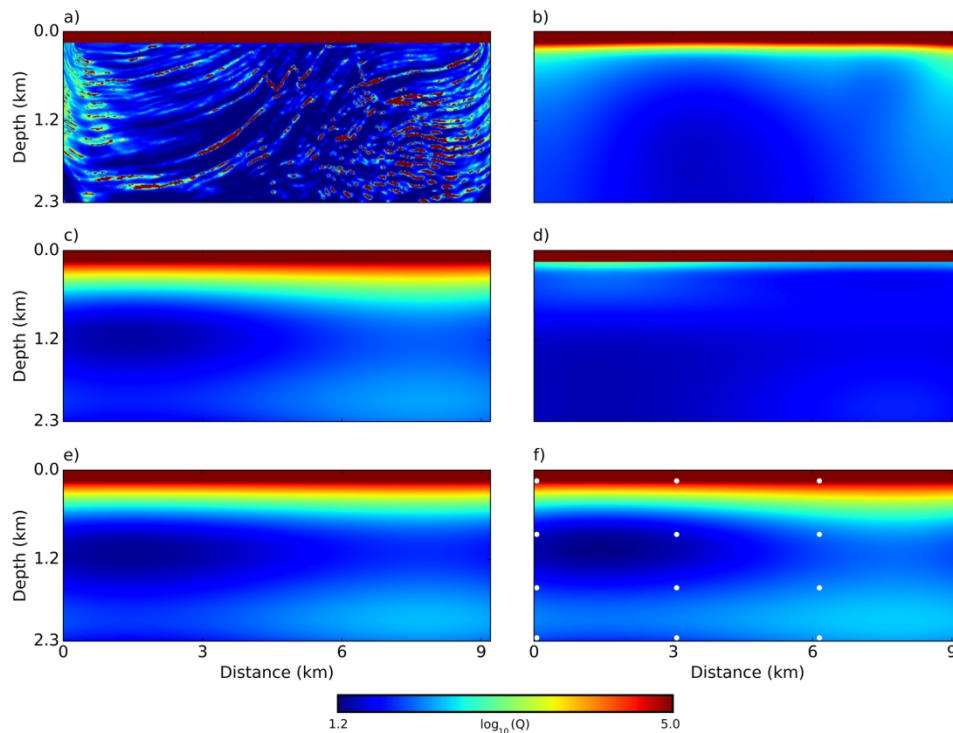 a)
b)
0.0
Depth (km)
1.2
2.3
c)
d)
0.0
Depth (km)
1.2
2.3
e)
f)
0.0
Depth (km)
1.2
2.3
0 3 6 9 0 3 6 9
Distance (km) Distance (km)
1.2 log₁₀(Q) 5.0